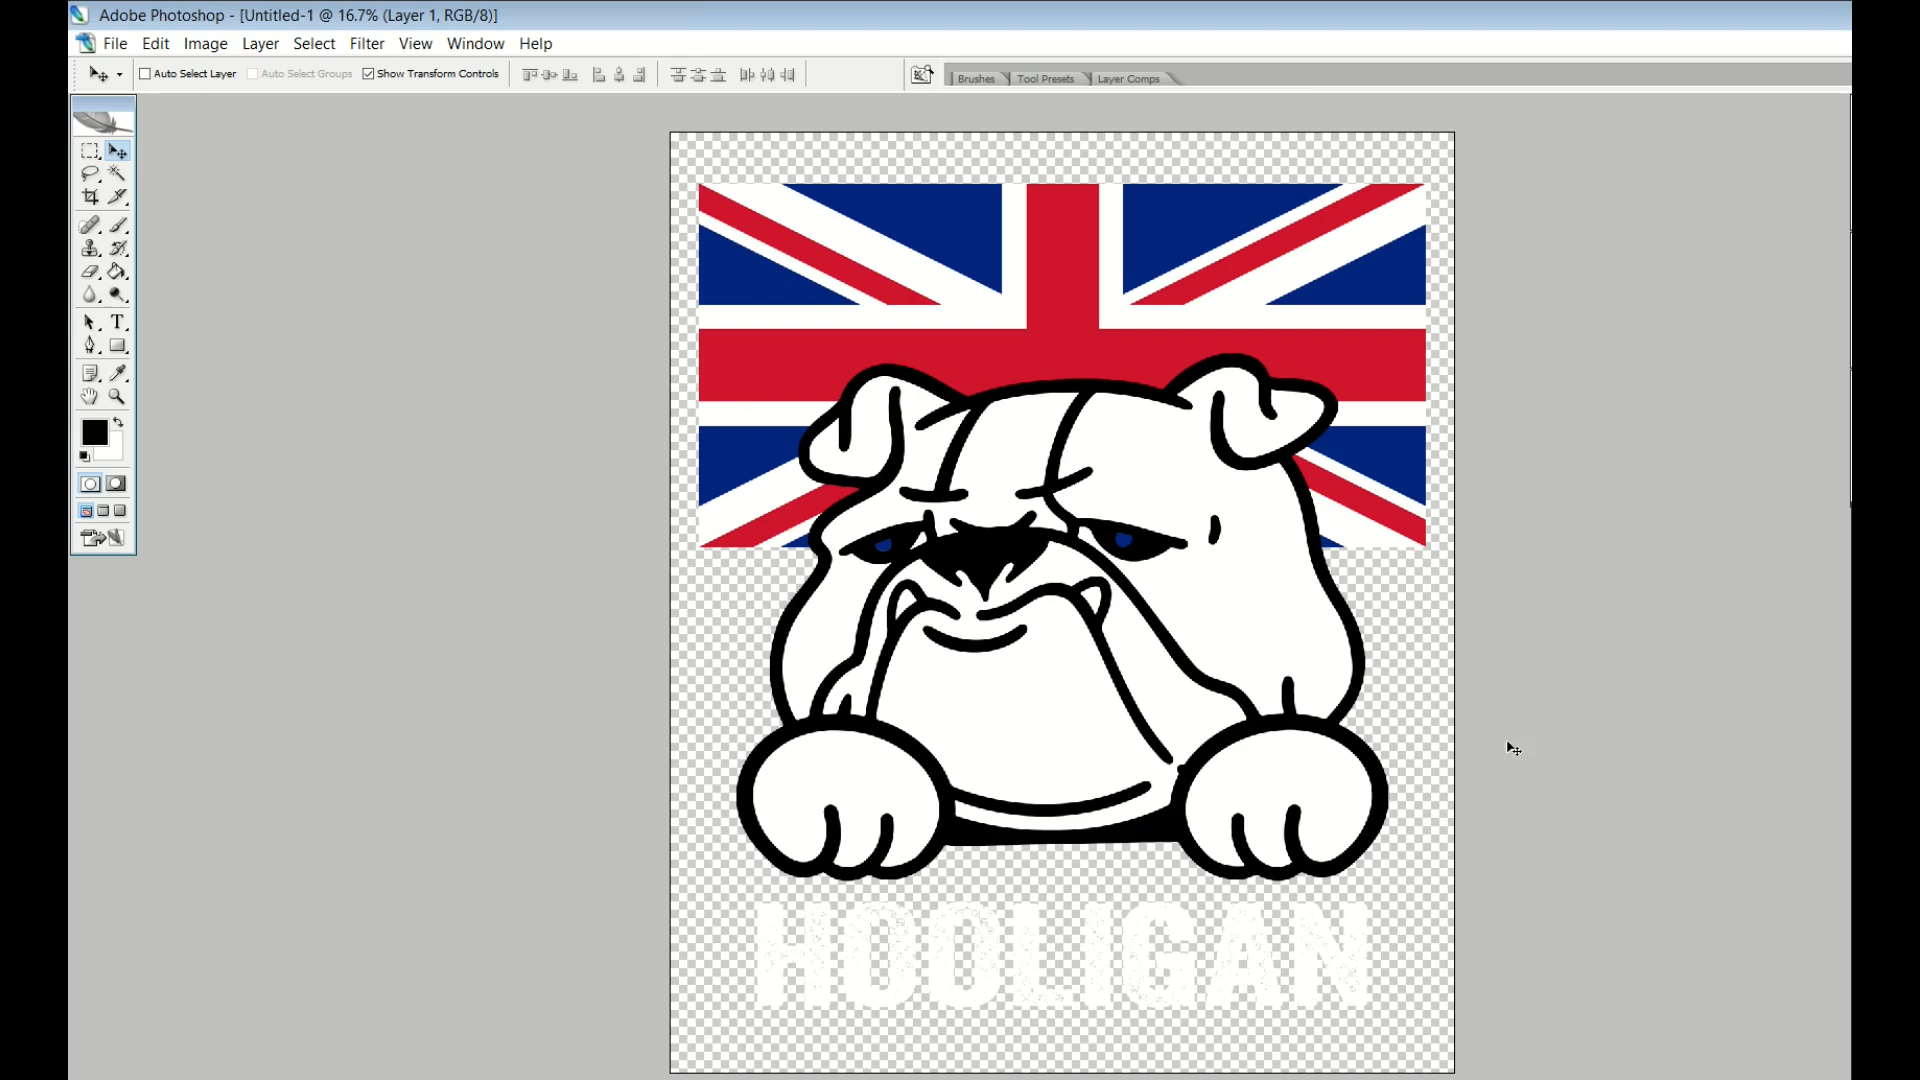 Adobe Photoshop - [Untitled-1 @ 16.7% (Layer 1, RGB/8)]
File Edit Image Layer Select Filter View Window Help
Auto Select Layer Auto Select Groups Show Transform Controls Brushes Tool Presets Layer Comps
T
HOOLIGAN